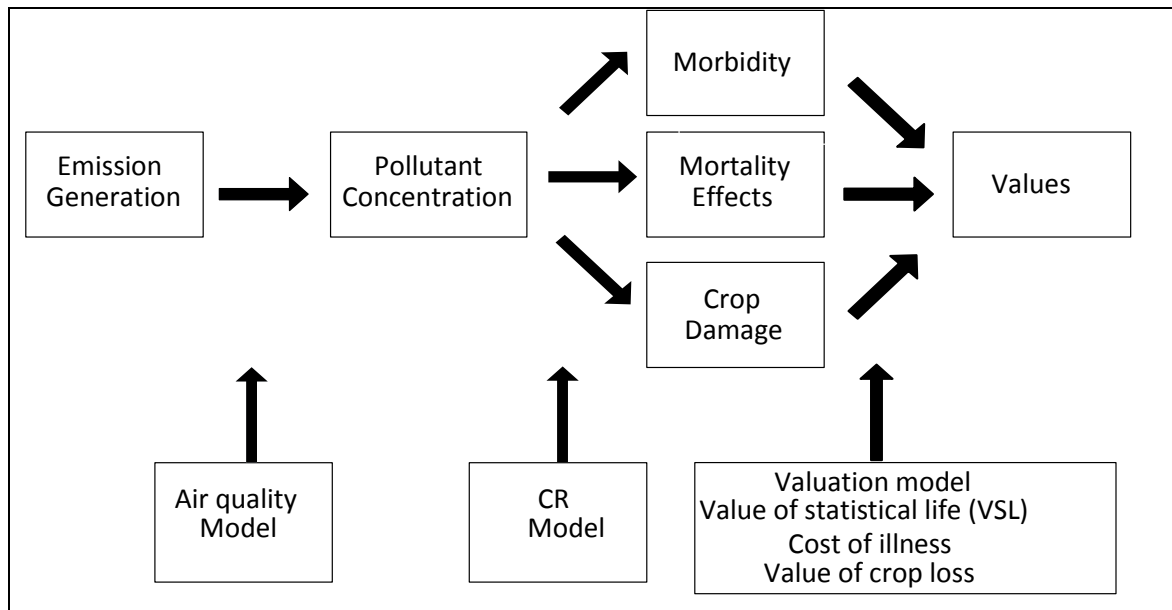 Morbidity
Emission
Generation
Pollutant
Concentration
Mortality
Effects
Values
Crop
Damage
Air quality
Model
CR
Model
Valuation model
Value of statistical life (VSL)
Cost of illness
Value of crop loss